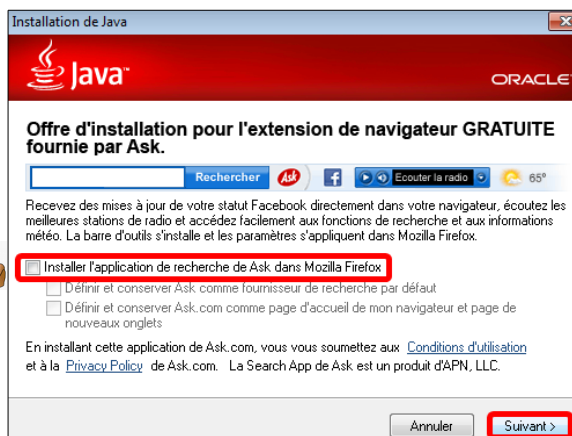 Installation de Java
Java™
ORACLE
Offre d'installation pour l'extension de navigateur GRATUITE
fournie par Ask.
Rechercher Ask f Ecouter la radio 65°
Recevez des mises à jour de votre statut Facebook directement dans votre navigateur, écoutez les
meilleures stations de radio et accédez facilement aux fonctions de recherche et aux informations
météo. La barre d'outils s'installe et les paramètres s'appliquent dans Mozilla Firefox.
Installer l'application de recherche de Ask dans Mozilla Firefox
Définir et conserver Ask comme fournisseur de recherche par défaut
Définir et conserver Ask.com comme page d'accueil de mon navigateur et page de
nouveaux onglets
En installant cette application de Ask.com, vous vous soumettez aux Conditions d'utilisation
et à la Privacy Policy de Ask.com. La Search App de Ask est un produit d'APN, LLC.
Annuler Suivant >